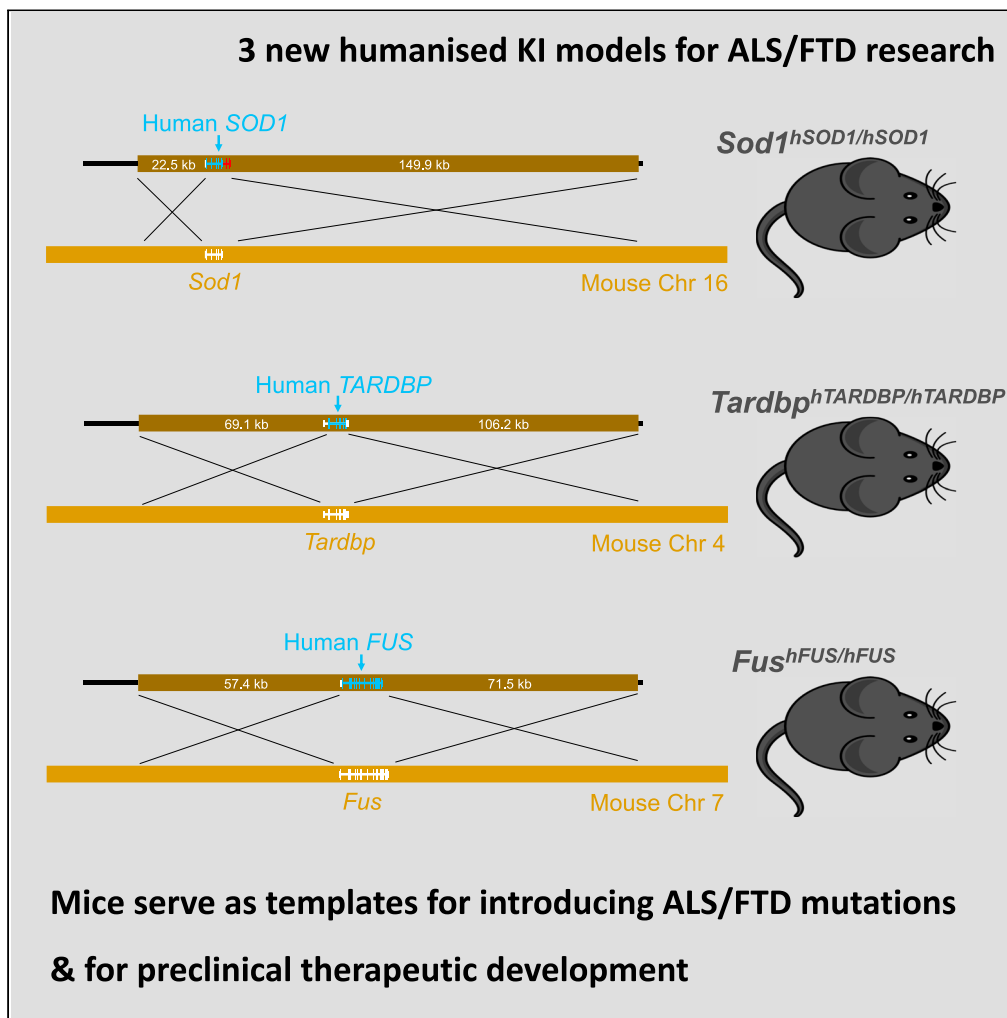 3 new humanised KI models for ALS/FTD research
Human SOD1
Sod1hSOD1/hSOD1
22.5 kb
149.9 kb
Sod1
Mouse Chr 16
Human TARDBP
TardbphTARDBP/hTARDBP
69.1 kb
106.2 kb
Tardbp
Mouse Chr 4
Human FUS
FushFUS/hFUS
57.4 kb
71.5 kb
Fus
Mouse Chr 7
Mice serve as templates for introducing ALS/FTD mutations
& for preclinical therapeutic development